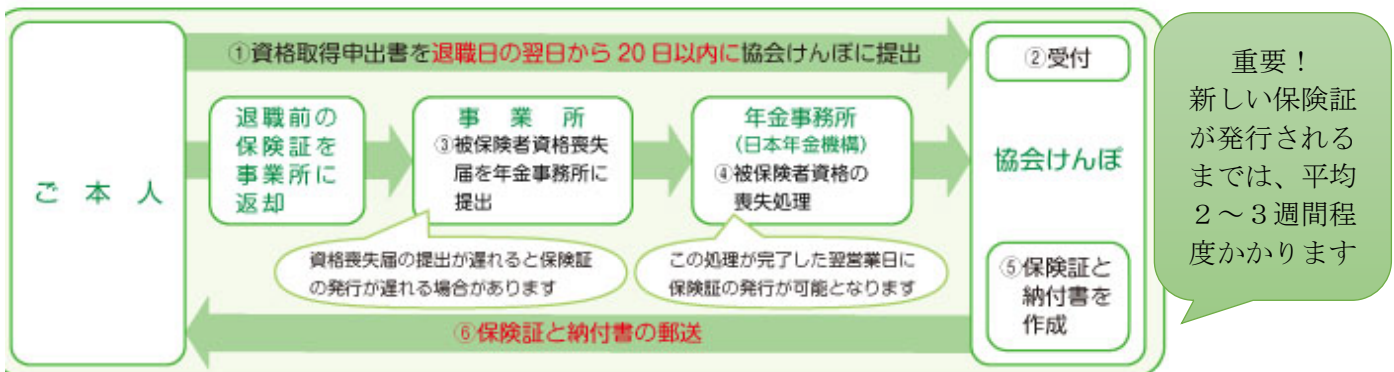 ご本人
①資格取得申出書を退職日の翌日から20日以内に協会けんぽに提出
退職前の
保険証を
事業所に
返却
事業所
③被保険者資格喪失
届を年金事務所に
提出
資格喪失届の提出が遅れると保険証
の発行が遅れる場合があります
年金事務所
(日本年金機構)
④被保険者資格の
喪失処理
この処理が完了した翌営業日に
保険証の発行が可能となります
②受付
協会けんぽ
⑤保険証と
納付書を
作成
⑥保険証と納付書の郵送
重要！
新しい保険証
が発行される
までは、平均
２～３週間程
度かかります